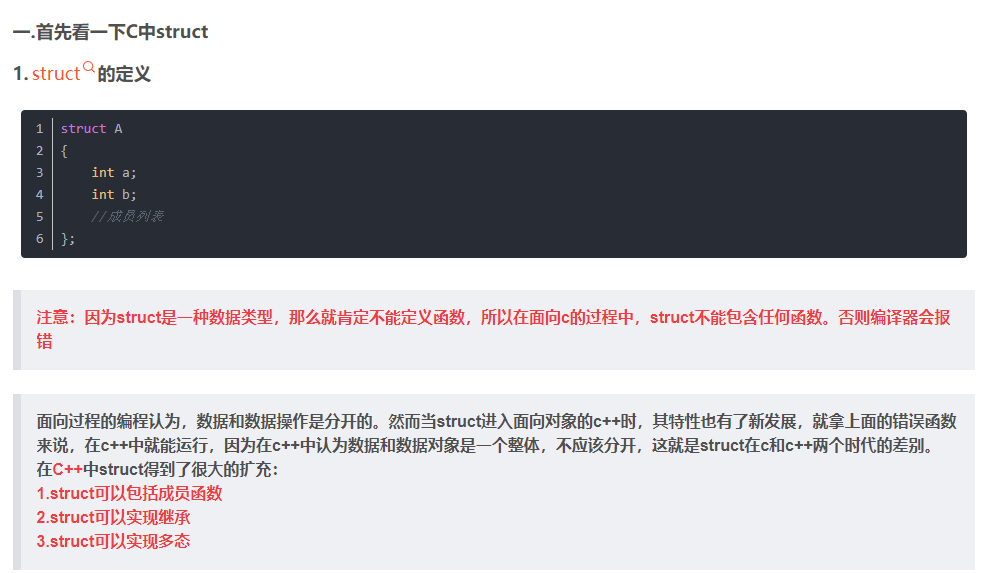 一.首先看一下C中struct
1. struct的定义
1 struct A
2 {
3     int a;
4     int b;
5     //成员列表
6 };
注意：因为struct是一种数据类型，那么就肯定不能定义函数，所以在面向c的过程中，struct不能包含任何函数。否则编译器会报
错
面向过程的编程认为，数据和数据操作是分开的。然而当struct进入面向对象的c++时，其特性也有了新发展，就拿上面的错误函数
来说，在c++中就能运行，因为在c++中认为数据和数据对象是一个整体，不应该分开，这就是struct在c和c++两个时代的差别。
在C++中struct得到了很大的扩充：
1.struct可以包括成员函数
2.struct可以实现继承
3.struct可以实现多态